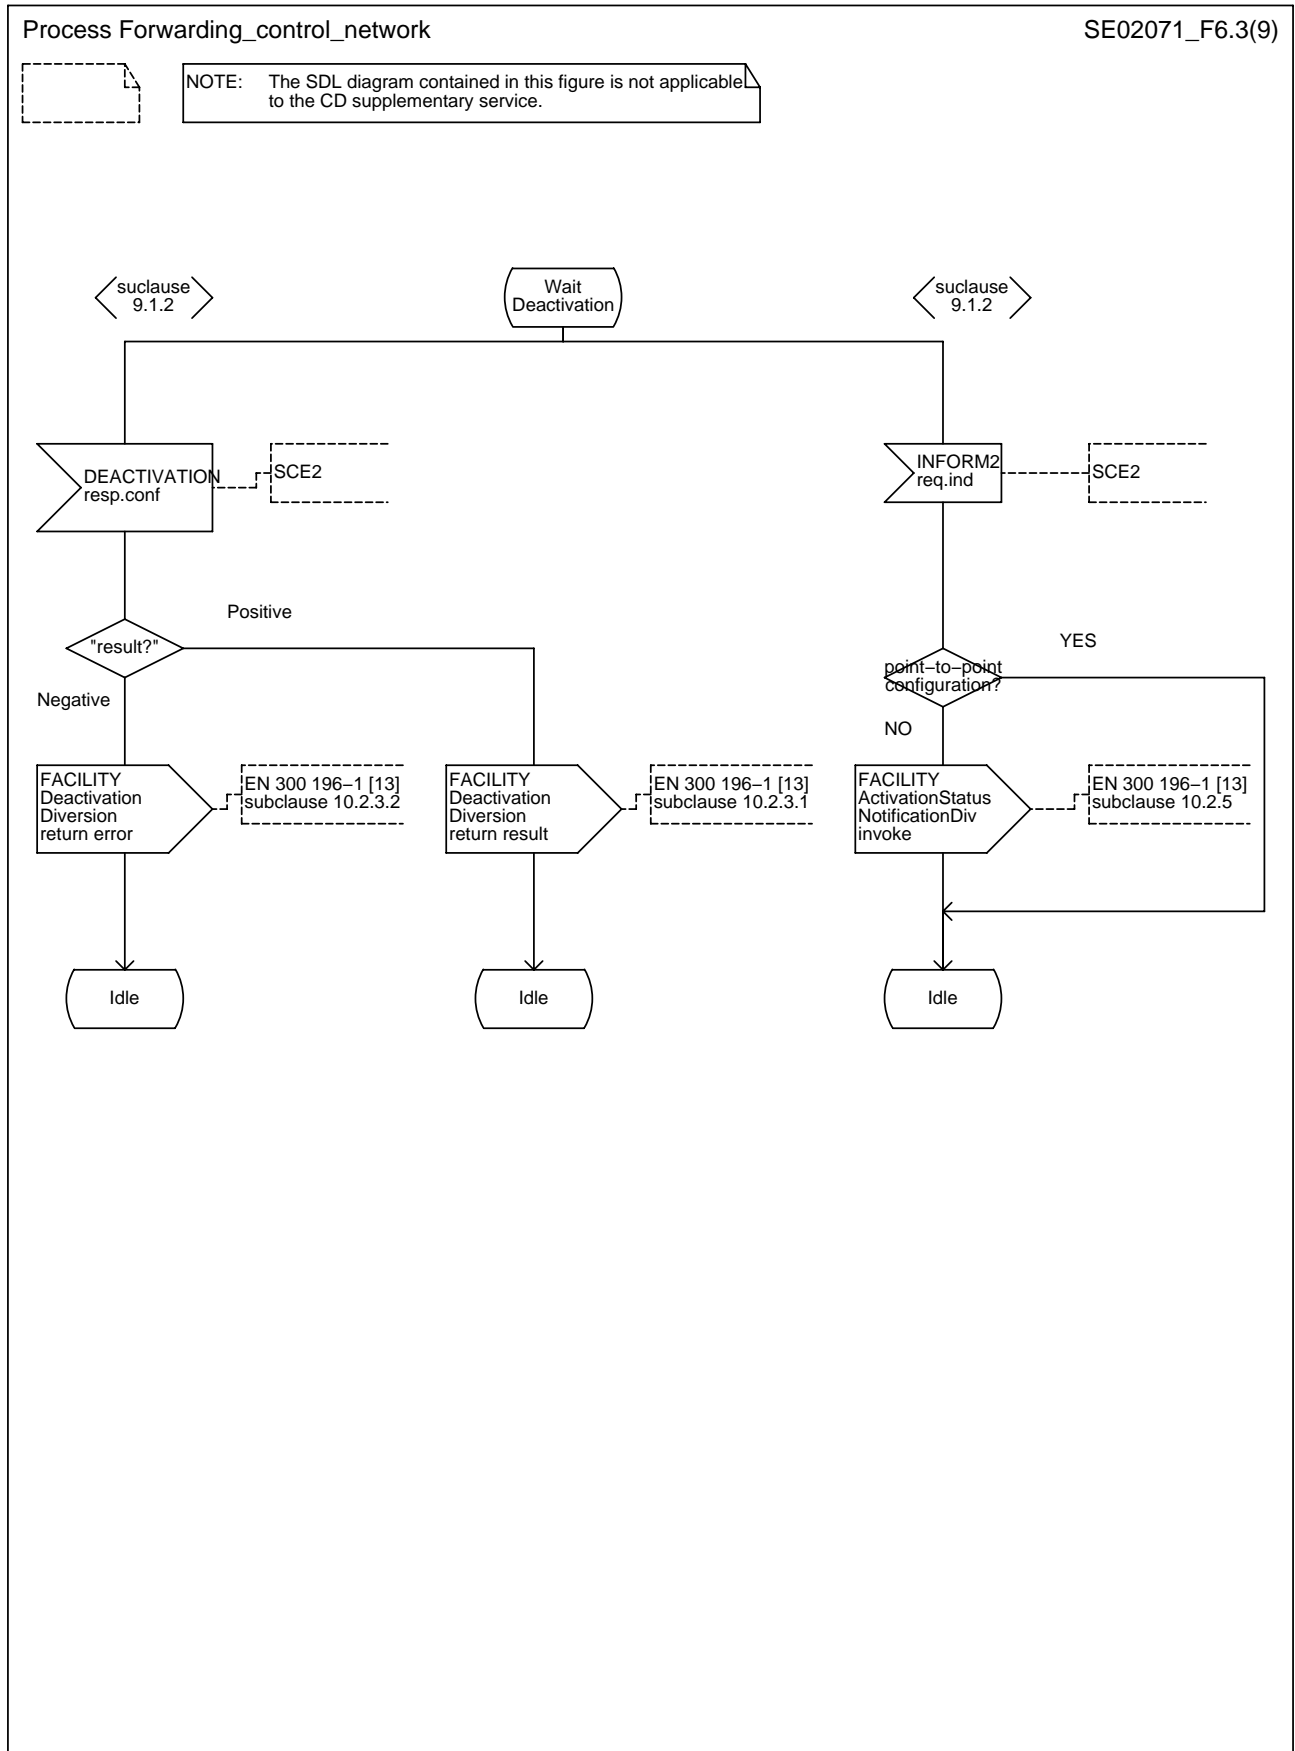 Process Forwarding_control_network
SE02071_F6.3(9)
NOTE: The SDL diagram contained in this figure is not applicable
to the CD supplementary service.
suclause
9.1.2
Wait
Deactivation
suclause
9.1.2
DEACTIVATION
resp.conf
SCE2
INFORM2
req.ind
SCE2
"result?"
Positive
Negative
point−to−point
configuration?
YES
NO
FACILITY
Deactivation
Diversion
return error
EN 300 196−1 [13]
subclause 10.2.3.2
FACILITY
Deactivation
Diversion
return result
EN 300 196−1 [13]
subclause 10.2.3.1
FACILITY
ActivationStatus
NotificationDiv
invoke
EN 300 196−1 [13]
subclause 10.2.5
Idle
Idle
Idle